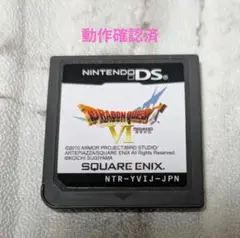 動作確認済
NINTENDO DS
DRAGON QUEST
VI
©2010 ARMOR PROJECT/BIRD STUDIO/
ARTEPIAZZA/SQUARE ENIX All Rights Reserved.
©KOICHI SUGIYAMA
SQUARE ENIX
NTR-YVIJ-JPN